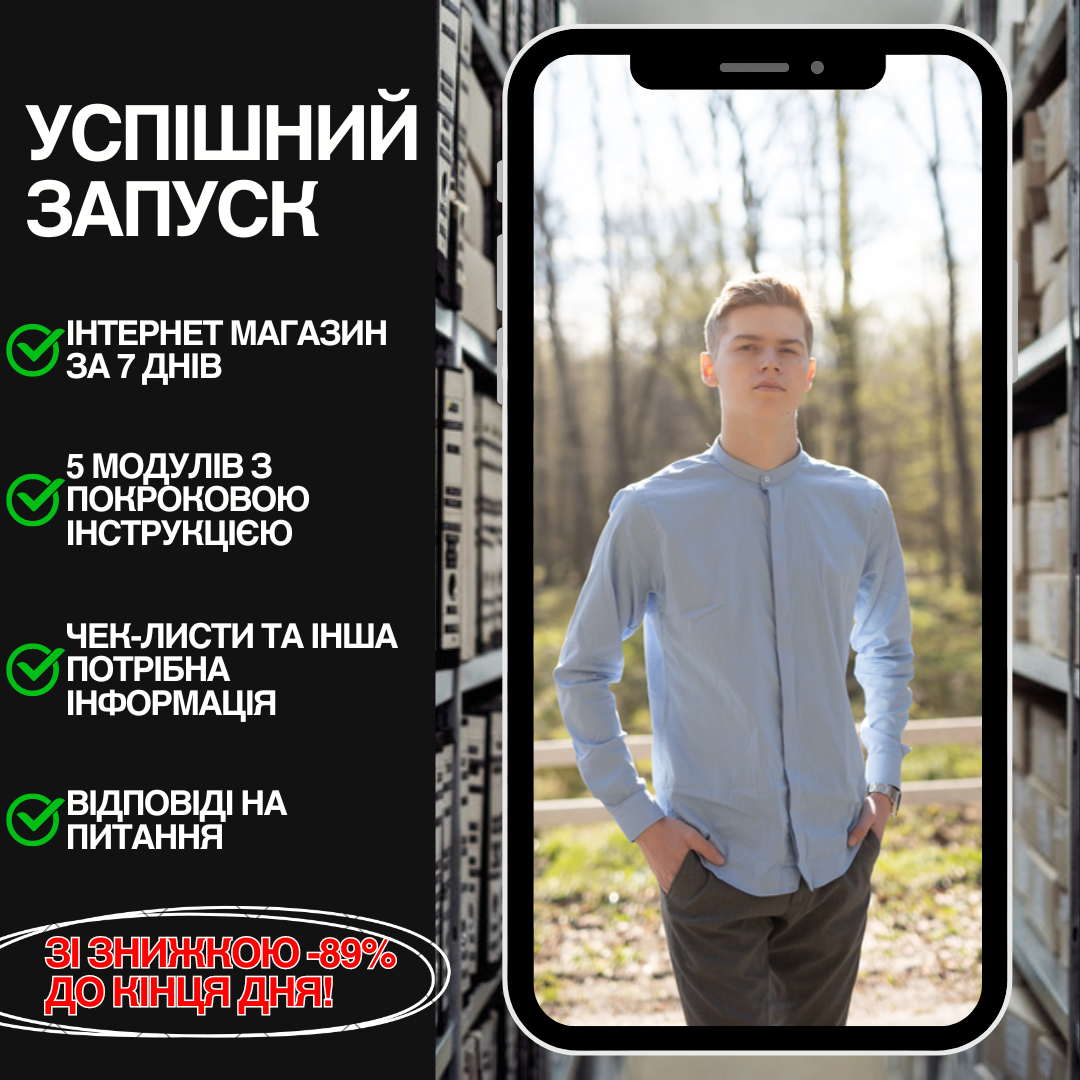 УСПІШНИЙ
ЗАПУСК
ІНТЕРНЕТ МАГАЗИН
ЗА 7 ДНІВ
5 МОДУЛІВ З
ПОКРОКОВОЮ
ІНСТРУКЦІЄЮ
ЧЕК-ЛИСТИ ТА ІНША
ПОТРІБНА
ІНФОРМАЦІЯ
ВІДПОВІДІ НА
ПИТАННЯ
ЗІ ЗНИЖКОЮ -89%
ДО КІНЦЯ ДНЯ!